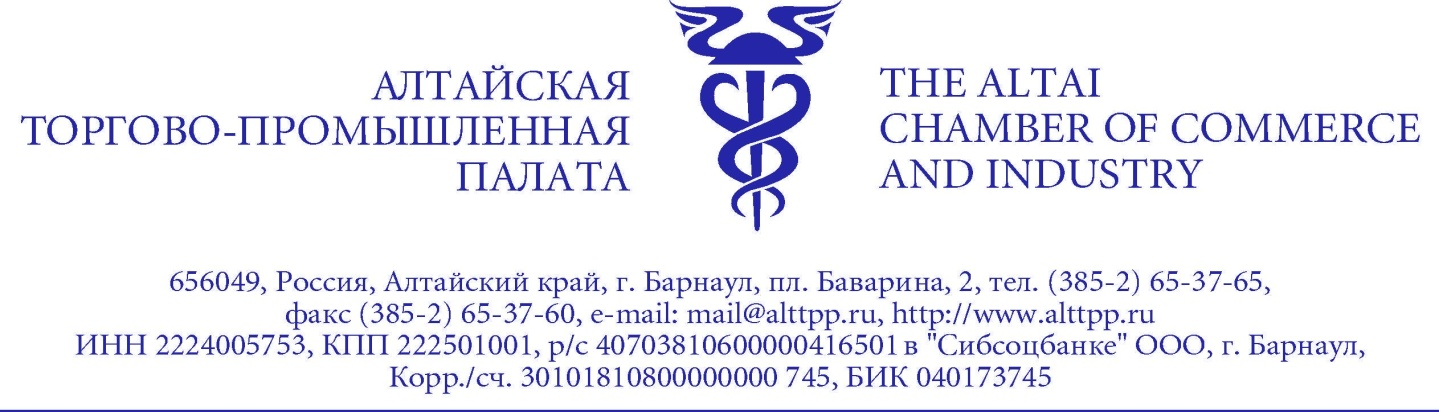 АЛТАЙСКАЯ
ТОРГОВО-ПРОМЫШЛЕННАЯ
ПАЛАТА
THE ALTAI
CHAMBER OF COMMERCE
AND INDUSTRY
656049, Россия, Алтайский край, г. Барнаул, пл. Баварина, 2, тел. (385-2) 65-37-65,
факс (385-2) 65-37-60, e-mail: mail@alttpp.ru, http://www.alttpp.ru
ИНН 2224005753, КПП 222501001, р/с 40703810600000416501 в "Сибсоцбанке" ООО, г. Барнаул,
Корр./сч. 30101810800000000 745, БИК 040173745